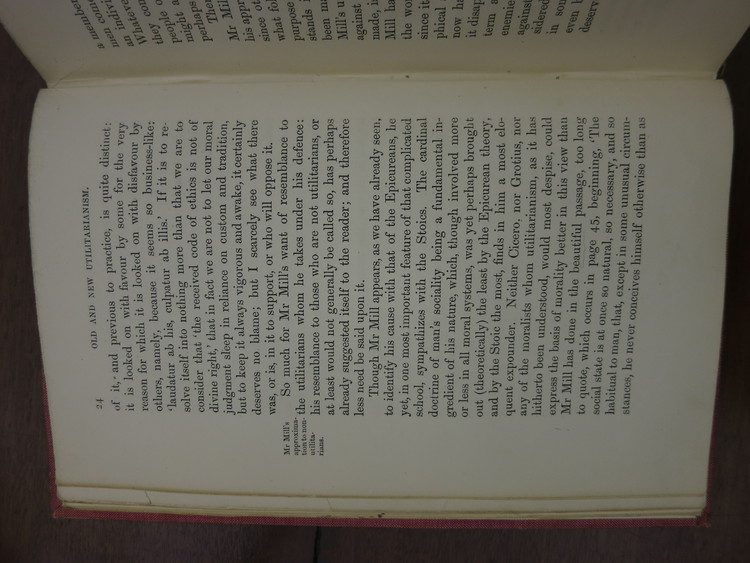 24
OLD AND NEW UTILITARIANISM.
of it, and previous to practice, is quite distinct:
it is looked on with favour by some for the very
reason for which it is looked on with disfavour by
others, namely, because it seems so business-like:
'laudatur ab his, culpatur ab illis.' If it is to re-
solve itself into nothing more than that we are to
consider that 'the received code of ethics is not of
divine right, that in fact we are not to let our moral
judgment sleep in reliance on custom and tradition,
but to keep it always vigorous and awake, it certainly
deserves no blame; but I scarcely see what there
was, or is, in it to support, or who will oppose it.
Mr Mill's
approxima-
tion to non-
utilita-
rians.
So much for Mr Mill's want of resemblance to
the utilitarians whom he takes under his defence:
his resemblance to those who are not utilitarians, or
at least would not generally be called so, has perhaps
already suggested itself to the reader; and therefore
less need be said upon it.
Though Mr Mill appears, as we have already seen,
to identify his cause with that of the Epicureans, he
yet, in one most important feature of that complicated
school, sympathizes with the Stoics. The cardinal
doctrine of man's sociality being a fundamental in-
gredient of his nature, which, though involved more
or less in all moral systems, was yet perhaps brought
out (theoretically) the least by the Epicurean theory,
and by the Stoic the most, finds in him a most elo-
quent expounder. Neither Cicero, nor Grotius, nor
any of the moralists whom utilitarianism, as it has
hitherto been understood, would most despise, could
express the basis of morality better in this view than
Mr Mill has done in the beautiful passage, too long
to quote, which occurs in page 45, beginning, 'The
social state is at once so natural, so necessary, and so
habitual to man, that, except in some unusual circum-
stances, he never conceives himself otherwise than as
number
men indivi
an
What
they
people
might
perhaps
Mr Mil
his appr
since
what fol
purpose
stands
been
Mill's
against
made,
Mill ha
the wor
since it
phical
now ha
it disap
term
enemie
against
sidered
in som
even
deserv